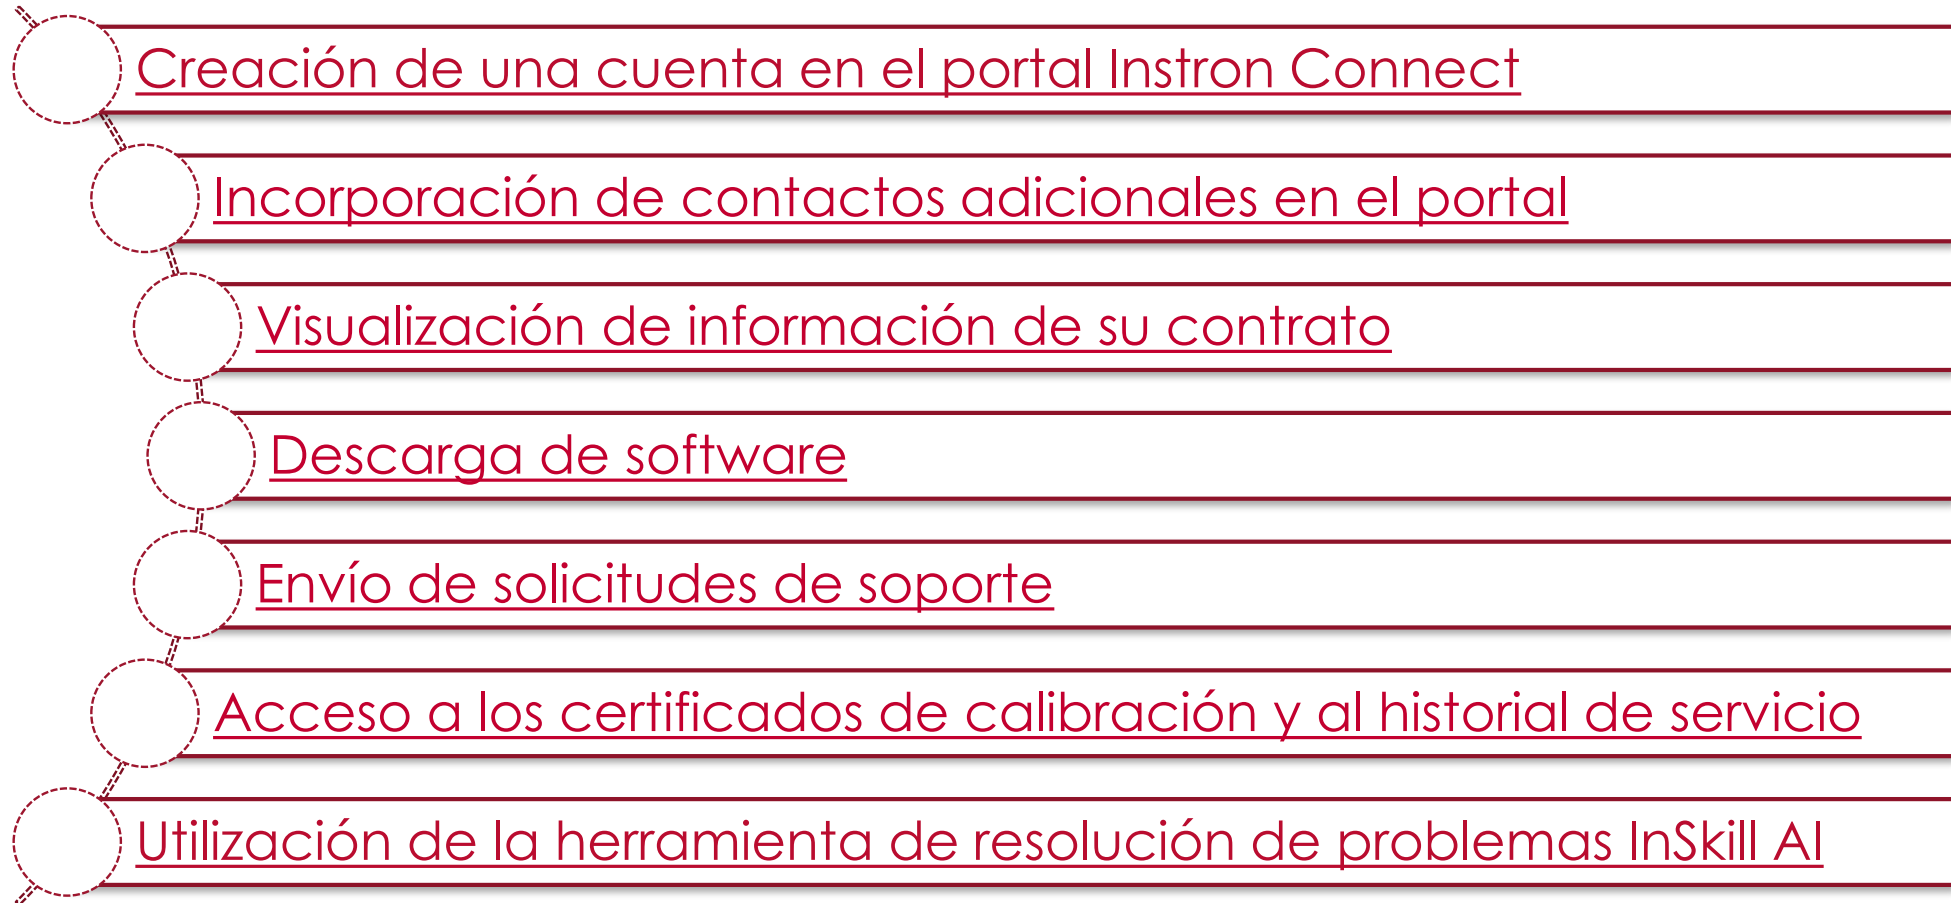 Creación de una cuenta en el portal Instron Connect
Incorporación de contactos adicionales en el portal
Visualización de información de su contrato
Descarga de software
Envío de solicitudes de soporte
Acceso a los certificados de calibración y al historial de servicio
Utilización de la herramienta de resolución de problemas InSkill AI